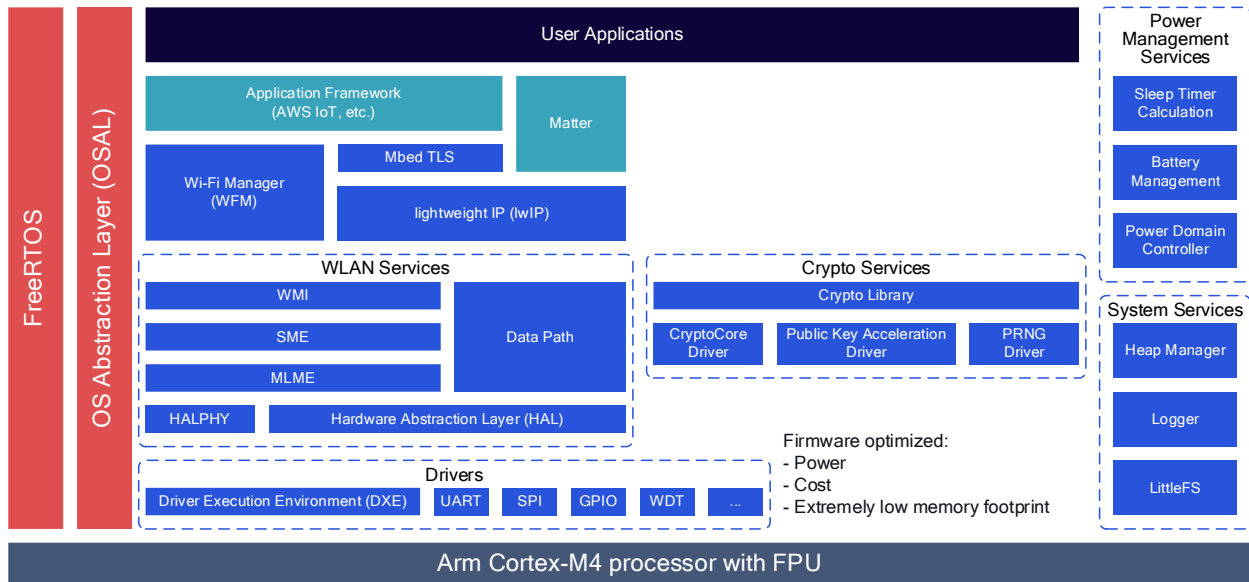 FreeRTOS
OS Abstraction Layer (OSAL)
User Applications
Application Framework
(AWS IoT, etc.)
Matter
Wi-Fi Manager
(WFM)
Mbed TLS
lightweight IP (lwIP)
WLAN Services
WMI
SME
MLME
Data Path
HALPHY
Hardware Abstraction Layer (HAL)
Crypto Services
Crypto Library
CryptoCore
Driver
Public Key Acceleration
Driver
PRNG
Driver
Drivers
Driver Execution Environment (DXE)
UART
SPI
GPIO
WDT
...
Firmware optimized:
- Power
- Cost
- Extremely low memory footprint
Power
Management
Services
Sleep Timer
Calculation
Battery
Management
Power Domain
Controller
System Services
Heap Manager
Logger
LittleFS
Arm Cortex-M4 processor with FPU